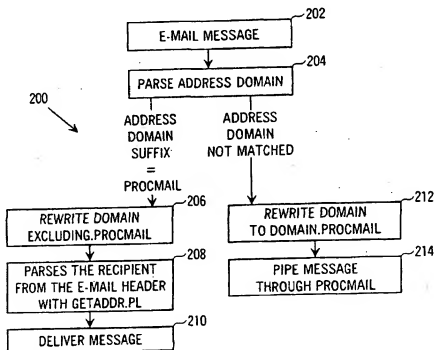 202
E-MAIL MESSAGE
204
PARSE ADDRESS DOMAIN
200
ADDRESS
DOMAIN
SUFFIX
=
PROCMAIL
ADDRESS
DOMAIN
NOT MATCHED
206
REWRITE DOMAIN
EXCLUDING.PROCMAIL
208
PARSES THE RECIPIENT
FROM THE E-MAIL HEADER
WITH GETADDR.PL
210
DELIVER MESSAGE
212
REWRITE DOMAIN
TO DOMAIN.PROCMAIL
214
PIPE MESSAGE
THROUGH PROCMAIL